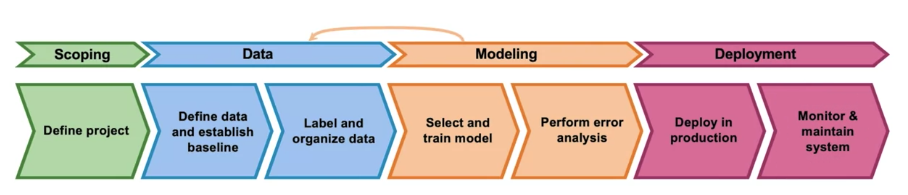 Scoping
Data
Modeling
Deployment
Define project
Define data
and establish
baseline
Label and
organize data
Select and
train model
Perform error
analysis
Deploy in
production
Monitor &
maintain
system